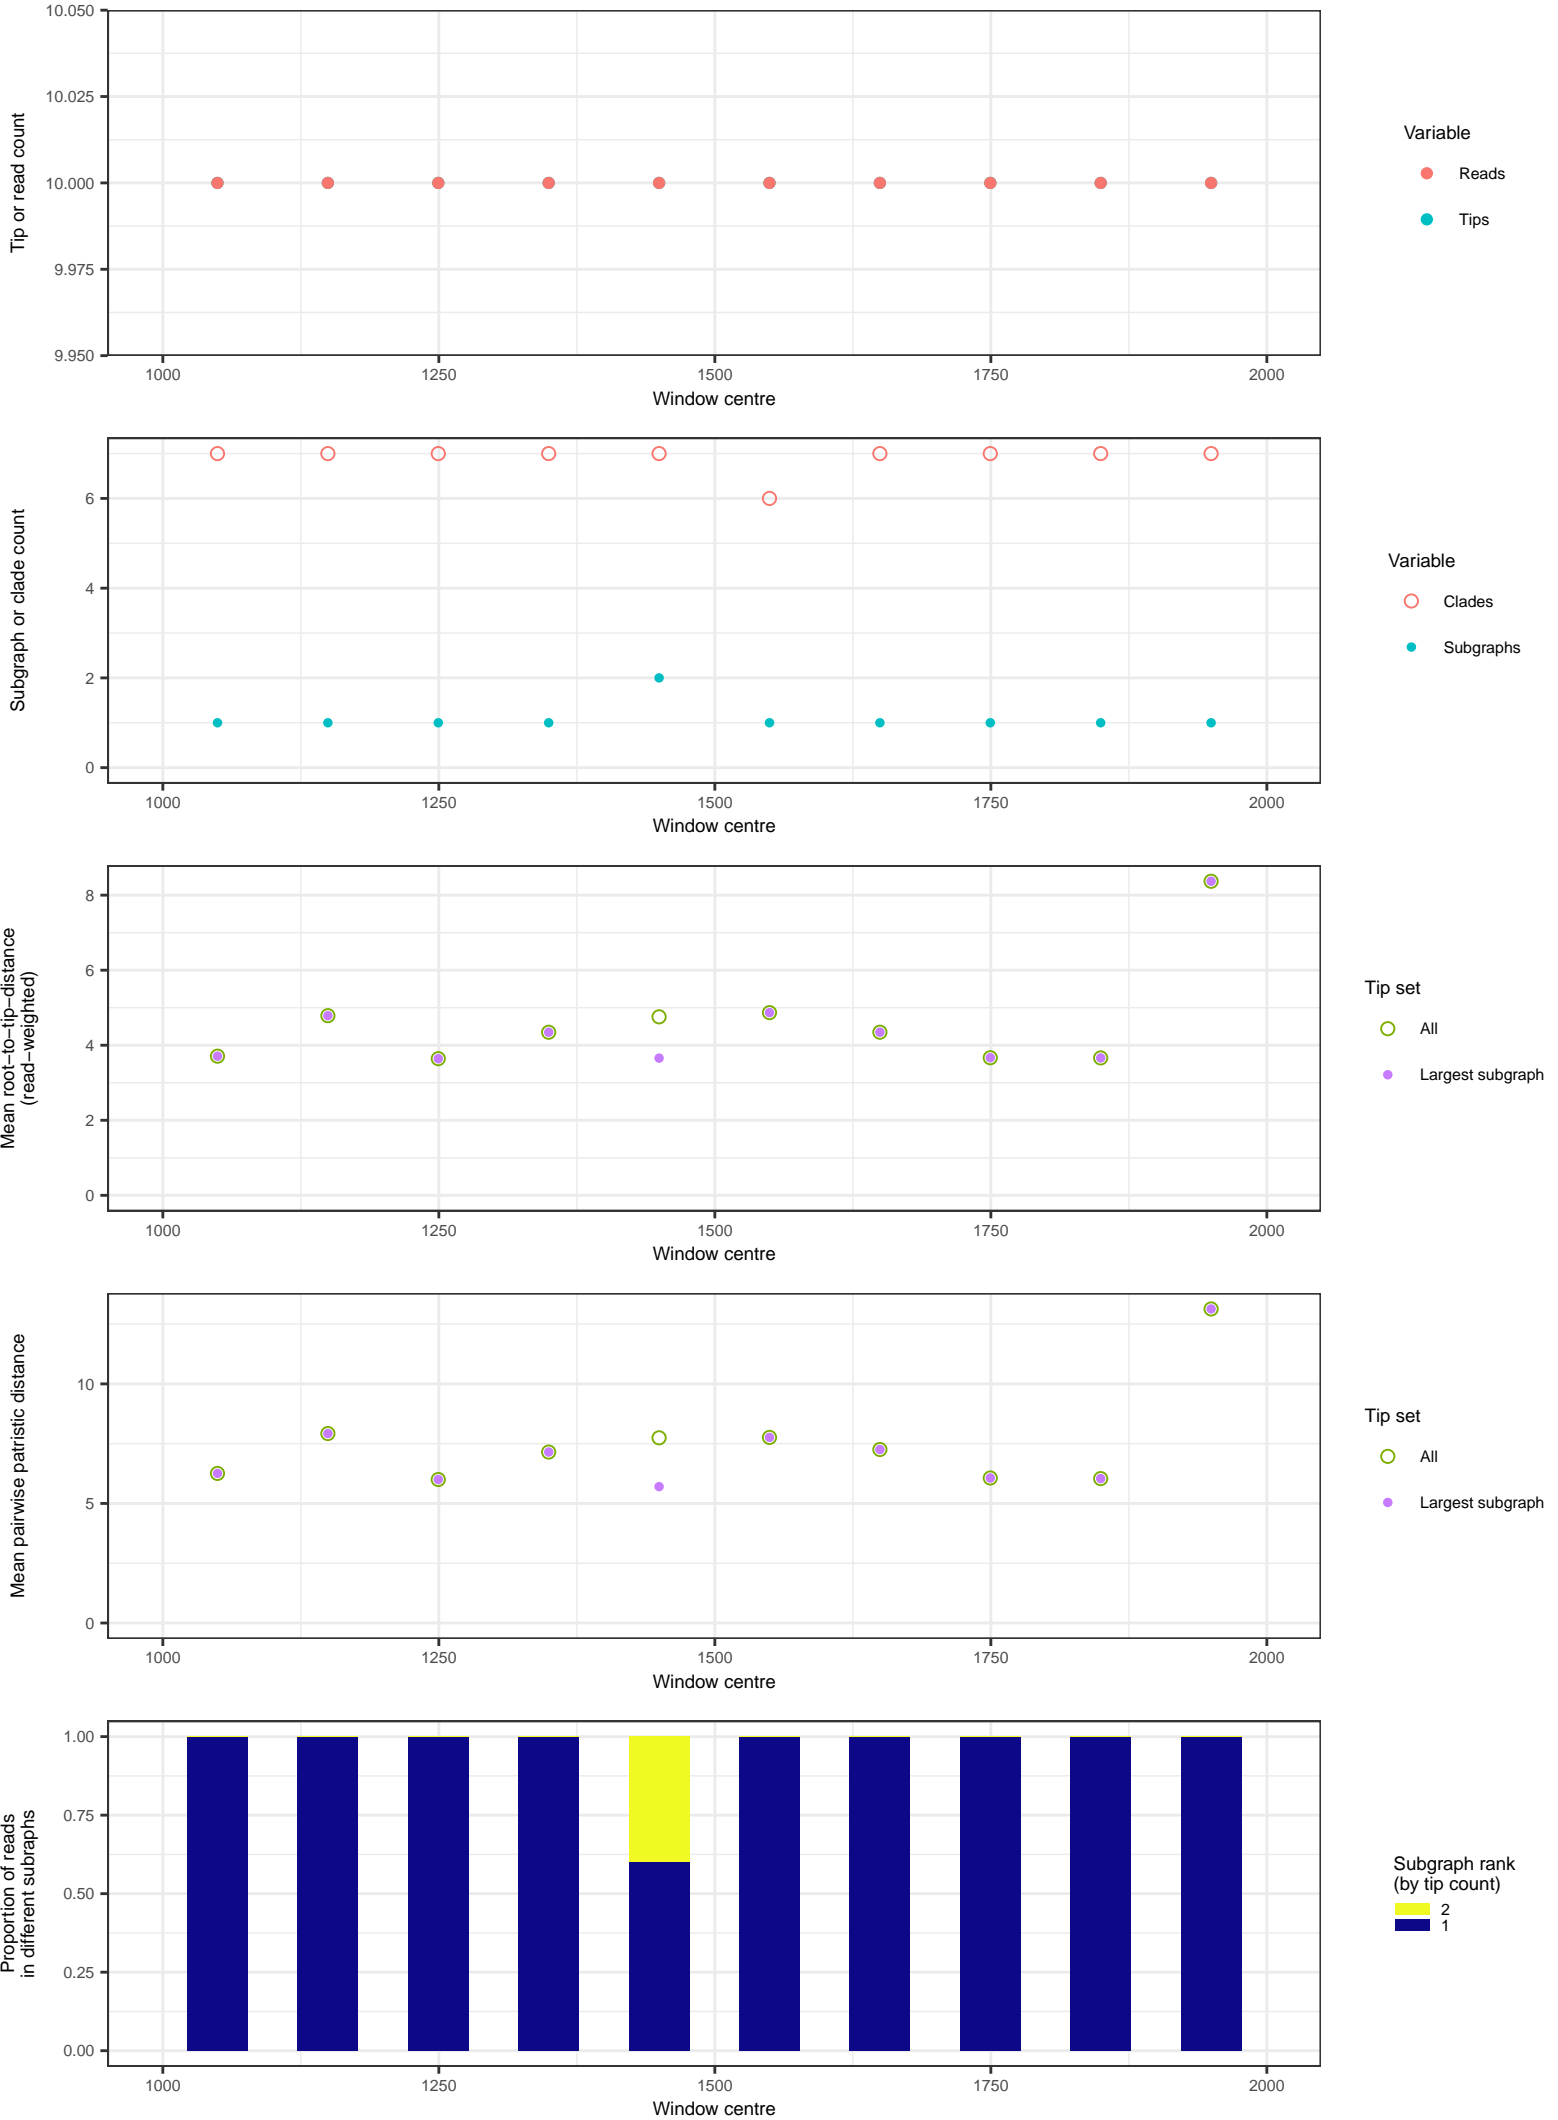 10.050
10.025
10.000
9.975
9.950
Tip or read count
1000 1250 1500 1750 2000
Window centre
Variable
Reads
Tips
6
4
2
0
Subgraph or clade count
1000 1250 1500 1750 2000
Window centre
Variable
Clades
Subgraphs
8
6
4
2
0
Mean root−to−tip−distance
(read−weighted)
1000 1250 1500 1750 2000
Window centre
Tip set
All
Largest subgraph
10
5
0
Mean pairwise patristic distance
1000 1250 1500 1750 2000
Window centre
Tip set
All
Largest subgraph
1.00
0.75
0.50
0.25
0.00
Proportion of reads
in different subraphs
1000 1250 1500 1750 2000
Window centre
Subgraph rank
(by tip count)
2
1